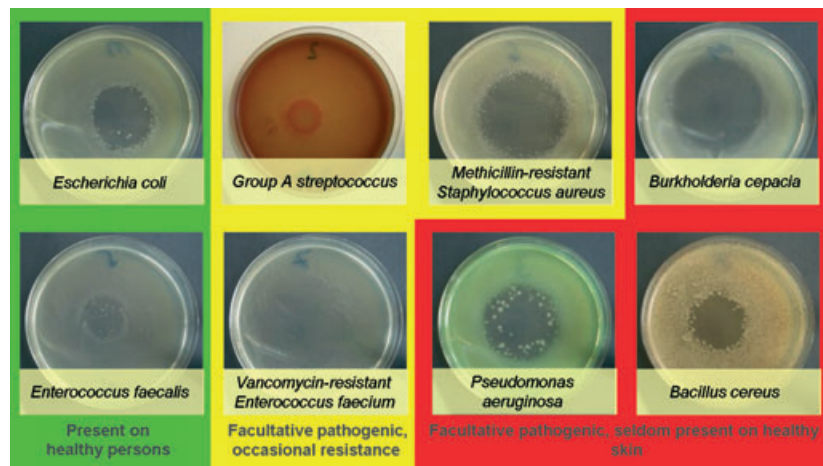 Escherichia coli
Group A streptococcus
Methicillin-resistant
Staphylococcus aureus
Burkholderia cepacia
Enterococcus faecalis
Vancomycin-resistant
Enterococcus faecium
Pseudomonas
aeruginosa
Bacillus cereus
Present on
healthy persons
Facultative pathogenic,
occasional resistance
Facultative pathogenic, seldom present on healthy
skin